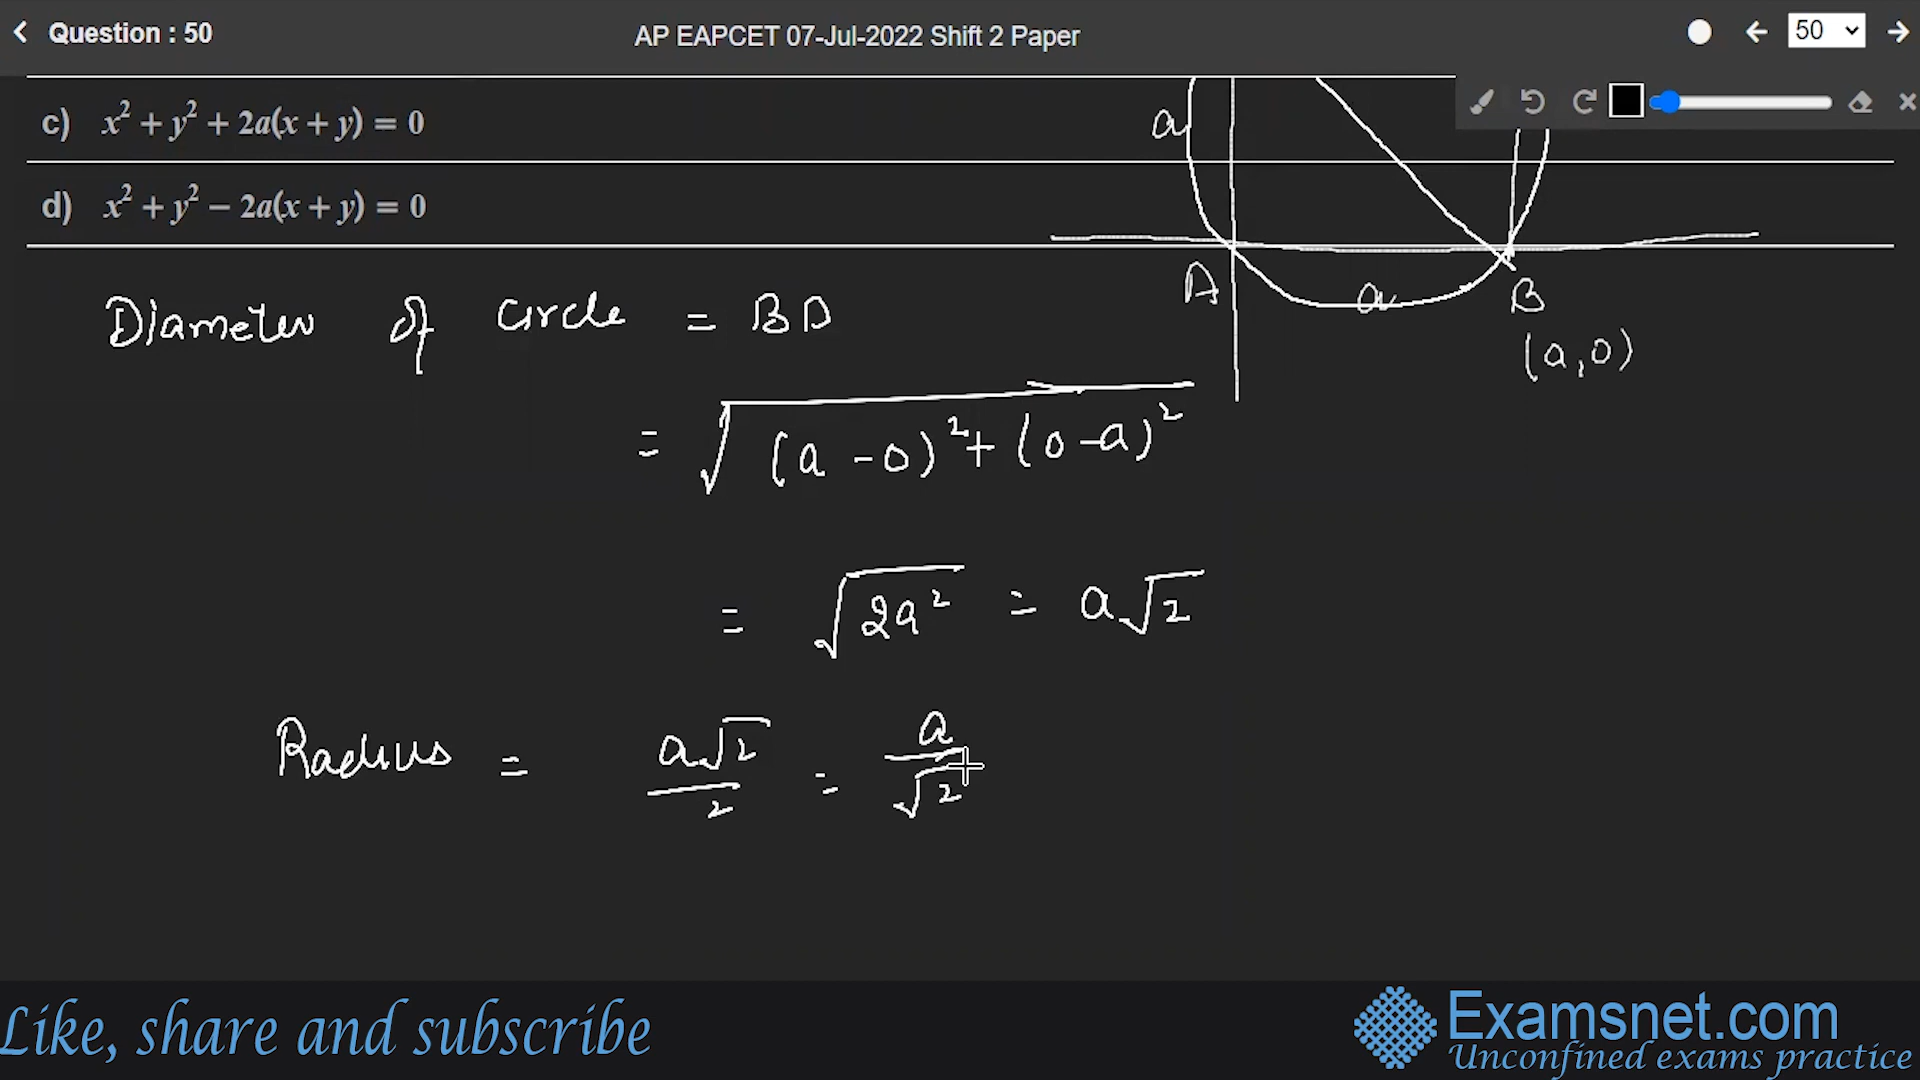 Question : 50
AP EAPCET 07-Jul-2022 Shift 2 Paper
50
c) x² + y² + 2a(x + y) = 0
d) x² + y² − 2a(x + y) = 0
a
A
a
B
(a,0)
Diameter of circle = BD
= √((a - 0)² + (0 - a)²)
= √(2a²) = a√2
Radius = a√2/2 = a/√2
Like, share and subscribe
Examsnet.com
Unconfined exams practice